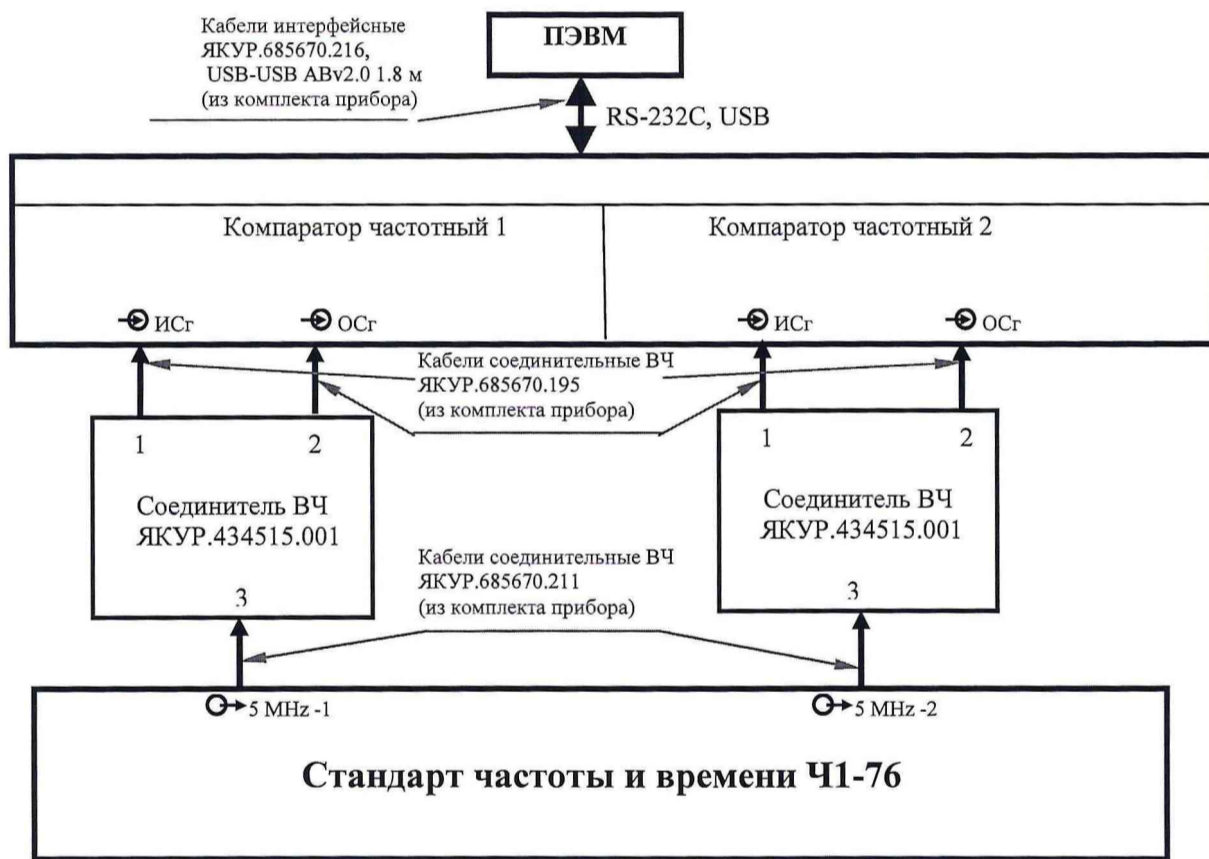 Кабели интерфейсные
ЯКУР.685670.216,
USB-USB ABv2.0 1.8 м
(из комплекта прибора)
ПЭВМ
RS-232C, USB
Компаратор частотный 1
Компаратор частотный 2
ИСг
ОСг
ИСг
ОСг
Кабели соединительные ВЧ
ЯКУР.685670.195
(из комплекта прибора)
1
2
Соединитель ВЧ
ЯКУР.434515.001
3
1
2
Соединитель ВЧ
ЯКУР.434515.001
3
Кабели соединительные ВЧ
ЯКУР.685670.211
(из комплекта прибора)
5 MHz -1
5 MHz -2
Стандарт частоты и времени Ч1-76